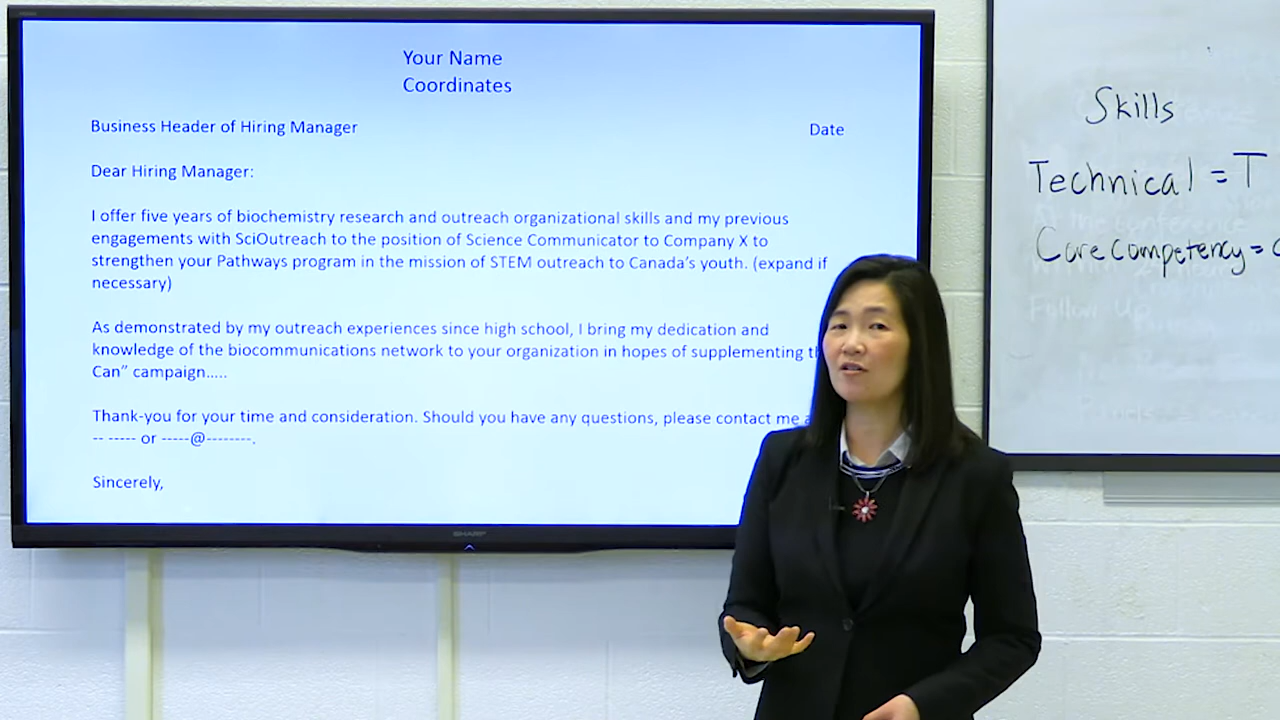 Your Name
Coordinates
Business Header of Hiring Manager
Date
Dear Hiring Manager:
I offer five years of biochemistry research and outreach organizational skills and my previous
engagements with SciOutreach to the position of Science Communicator to Company X to
strengthen your Pathways program in the mission of STEM outreach to Canada's youth. (expand if
necessary)
As demonstrated by my outreach experiences since high school, I bring my dedication and
knowledge of the biocommunications network to your organization in hopes of supplementing
Can" campaign.....
Thank-you for your time and consideration. Should you have any questions, please contact me
-- ----- or -----@--------.
Sincerely,
SHARP
Skills
Technical = T
Core competency =
At the conference
Follow Up